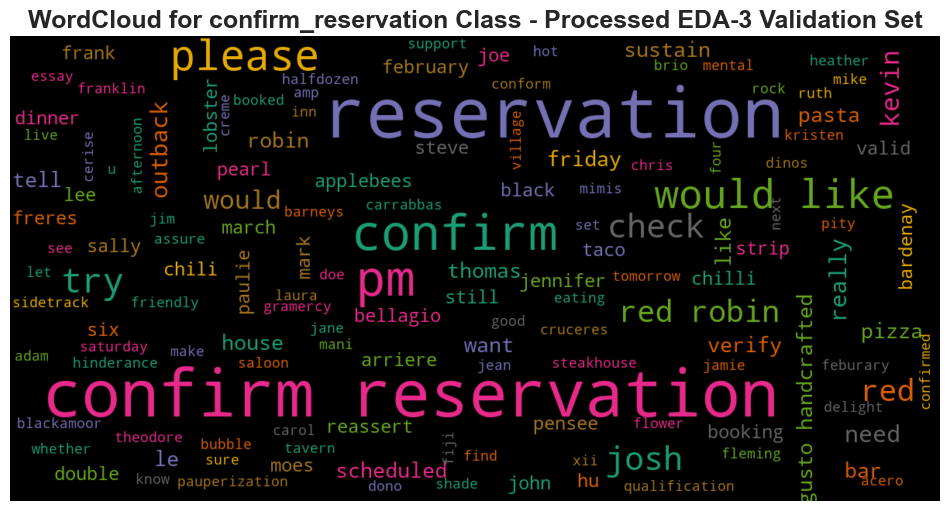 WordCloud for confirm_reservation Class - Processed EDA-3 Validation Set
frank
please
support
joe
hot
sustain
heather
essay
franklin
halfdozen
february
conform
brio
mental
mike
kevin
amp
booked
creme
lobster
inn
reservation
rock
ruth
dinner
live
cerise
afternoon
outback
robin
steve
village
friday
chris
four
pasta
kristen
valid
tell
u
pearl
applebees
black
mimis
dinos
lee
would
carrabbas
set
would like
next
freres
jim
march
barneys
confirm
check
like
pity
bardenay
see
sally
assure
paulie
mark
taco
strip
really
let
try
chili
doe
pm
thomas
jennifer
tomorrow
chilli
laura
still
eating
sidetrack
friendly
gramercy
bellagio
good
red robin
gusto handcrafted
pizza
six
jane
cruceres
saturday
house
mani
want
verify
adam
hinderance
make
saloon
arriere
jean
steakhouse
jamie
feburary
confirmed
confirm reservation
red
delight
blackamoor
reassert
pensee
flower
booking
need
whether
theodore
bubble
carol
tavern
fiji
find
josh
fleming
le
sure
moes
scheduled
xii
bar
double
know
pauperization
dono
shade
john
hu
qualification
acero